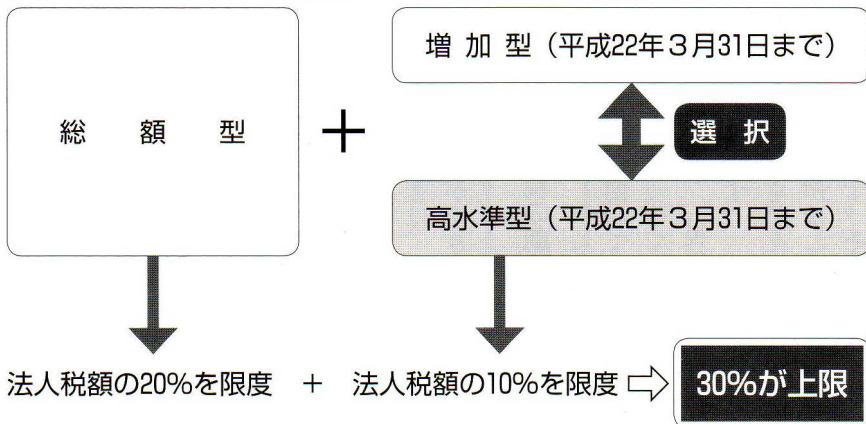 増加型（平成22年３月31日まで）
総額型
＋
選択
高水準型（平成22年３月31日まで）
法人税額の20％を限度 ＋ 法人税額の10％を限度 ⇨ 30％が上限